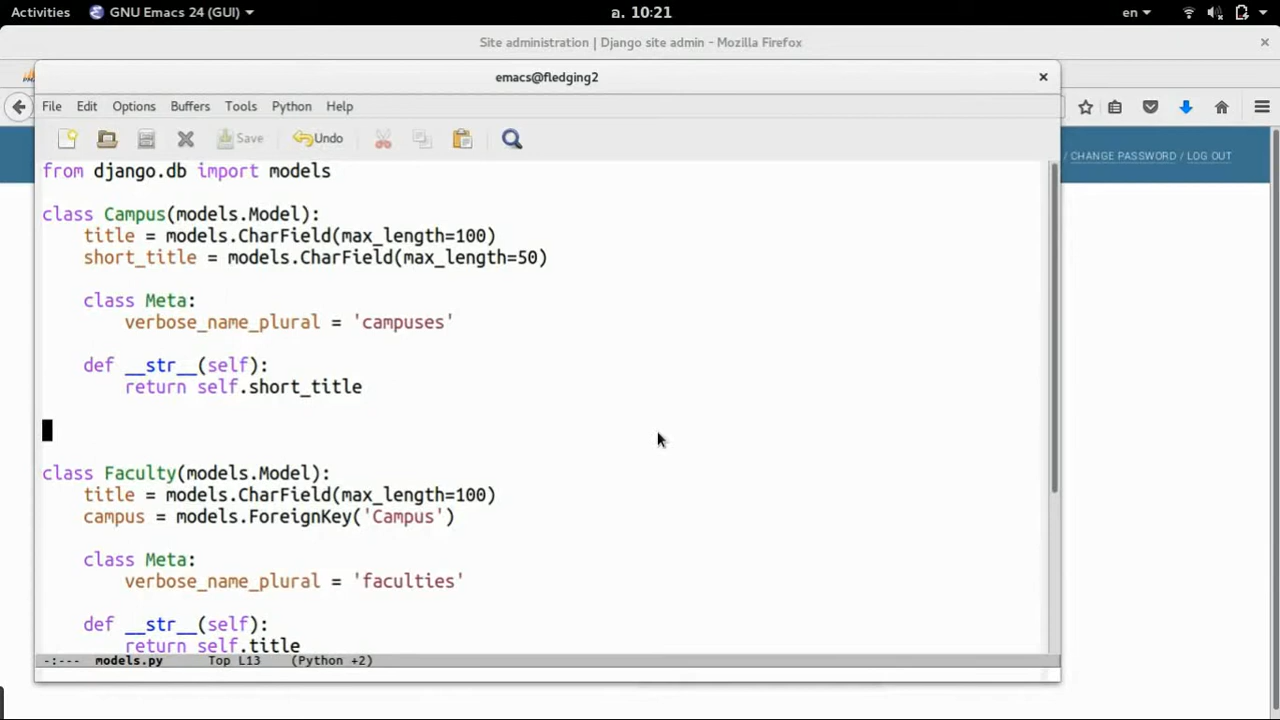 Activities GNU Emacs 24 (GUI) อ. 10:21 en
Site administration | Django site admin - Mozilla Firefox
emacs@fledging2
File Edit Options Buffers Tools Python Help
Save Undo
/ CHANGE PASSWORD / LOG OUT
from django.db import models
class Campus(models.Model):
    title = models.CharField(max_length=100)
    short_title = models.CharField(max_length=50)
    class Meta:
        verbose_name_plural = 'campuses'
    def __str__(self):
        return self.short_title
class Faculty(models.Model):
    title = models.CharField(max_length=100)
    campus = models.ForeignKey('Campus')
    class Meta:
        verbose_name_plural = 'faculties'
    def __str__(self):
        return self.title
-:--- models.py Top L13 (Python +2)